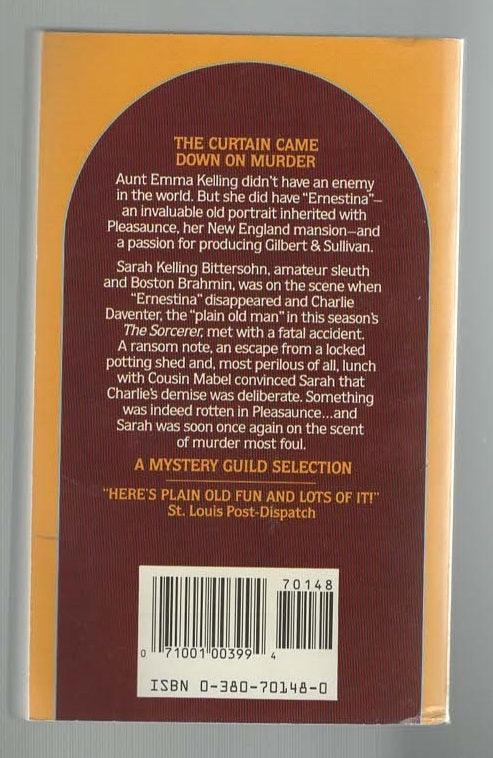 THE CURTAIN CAME
DOWN ON MURDER
Aunt Emma Kelling didn't have an enemy
in the world. But she did have "Ernestina"—
an invaluable old portrait inherited with
Pleasaunce, her New England mansion—and
a passion for producing Gilbert & Sullivan.
Sarah Kelling Bittersohn, amateur sleuth
and Boston Brahmin, was on the scene when
"Ernestina" disappeared and Charlie
Daventer, the "plain old man" in this season's
The Sorcerer, met with a fatal accident.
A ransom note, an escape from a locked
potting shed and, most perilous of all, lunch
with Cousin Mabel convinced Sarah that
Charlie's demise was deliberate. Something
was indeed rotten in Pleasaunce...and
Sarah was soon once again on the scent
of murder most foul.
A MYSTERY GUILD SELECTION
"HERE'S PLAIN OLD FUN AND LOTS OF IT!"
St. Louis Post-Dispatch
70148
0 71001 00399 4
ISBN 0-380-70148-0